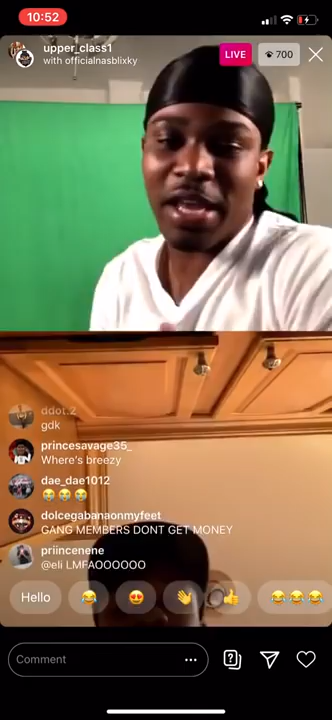 10:52
upper_class1
with officialnasblixky
LIVE
700
ddot.2
gdk
princesavage35_
Where's breezy
dae_dae1012
😭😭😭
dolcegabanaonmyfeet
GANG MEMBERS DONT GET MONEY
priincenene
@eli LMFAOOOOOO
Hello
😂
😍
👋
👍
😂😂😂
Comment